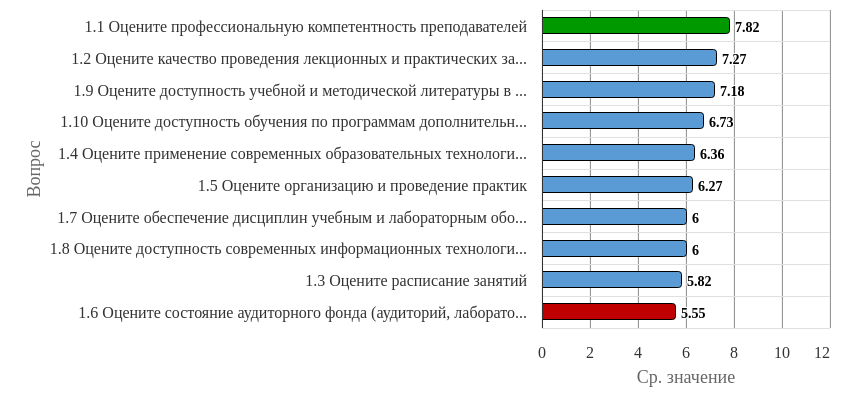 1.1 Оцените профессиональную компетентность преподавателей 7.82
1.2 Оцените качество проведения лекционных и практических за... 7.27
1.9 Оцените доступность учебной и методической литературы в ... 7.18
1.10 Оцените доступность обучения по программам дополнительн... 6.73
1.4 Оцените применение современных образовательных технологи... 6.36
1.5 Оцените организацию и проведение практик 6.27
1.7 Оцените обеспечение дисциплин учебным и лабораторным обо... 6
1.8 Оцените доступность современных информационных технологи... 6
1.3 Оцените расписание занятий 5.82
1.6 Оцените состояние аудиторного фонда (аудиторий, лаборато... 5.55
Вопрос
0 2 4 6 8 10 12
Ср. значение